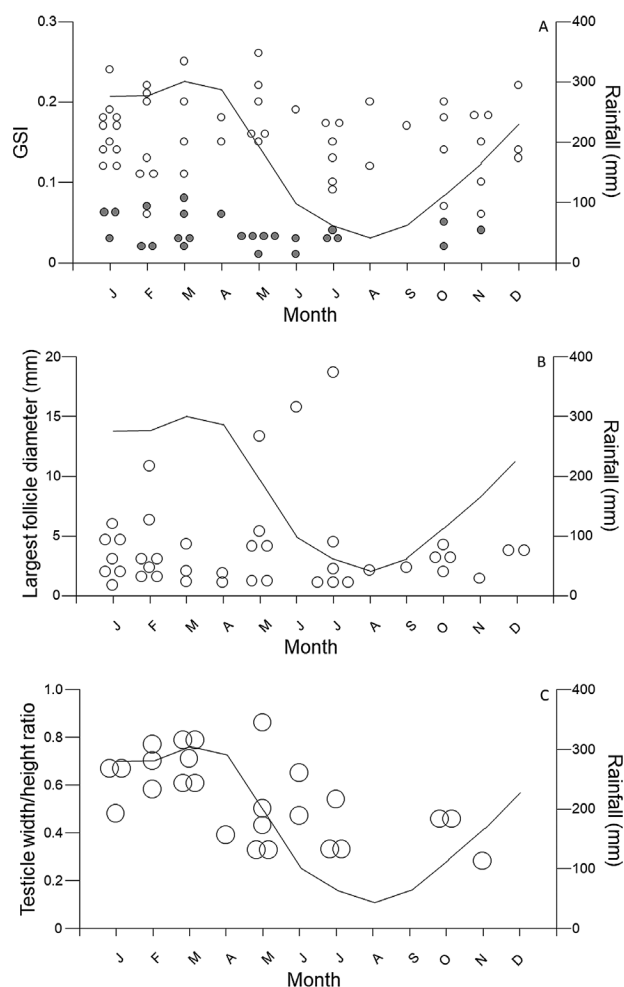 A
0.3
0.2
0.1
0
GSI
400
300
200
100
0
Rainfall (mm)
J F M A M J J A S O N D
Month
B
20
15
10
5
0
Largest follicle diameter (mm)
400
300
200
100
0
Rainfall (mm)
J F M A M J J A S O N D
Month
C
1.0
0.8
0.6
0.4
0.2
0
Testicle width/height ratio
400
300
200
100
0
Rainfall (mm)
J F M A M J J A S O N D
Month